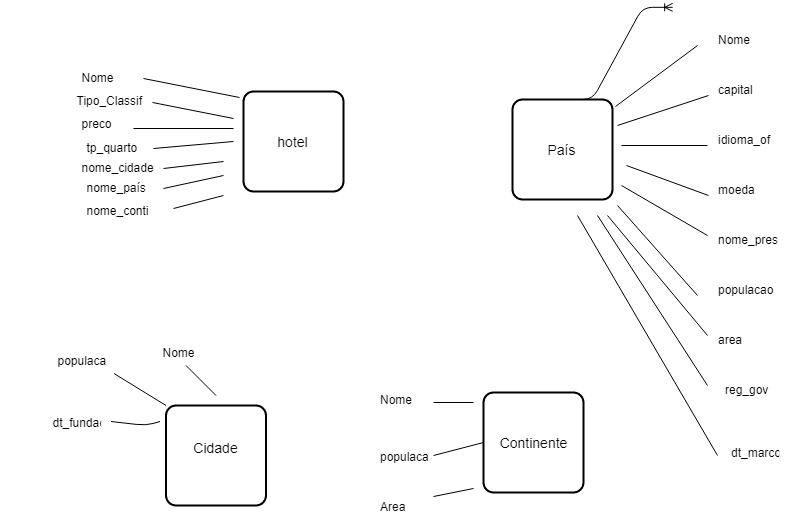 Nome
Tipo_Classif
preco
tp_quarto
nome_cidade
nome_país
nome_conti
hotel
País
Nome
capital
idioma_of
moeda
nome_pres
populacao
area
reg_gov
dt_marco
Nome
populaca
dt_funda
Cidade
Nome
populaca
Area
Continente